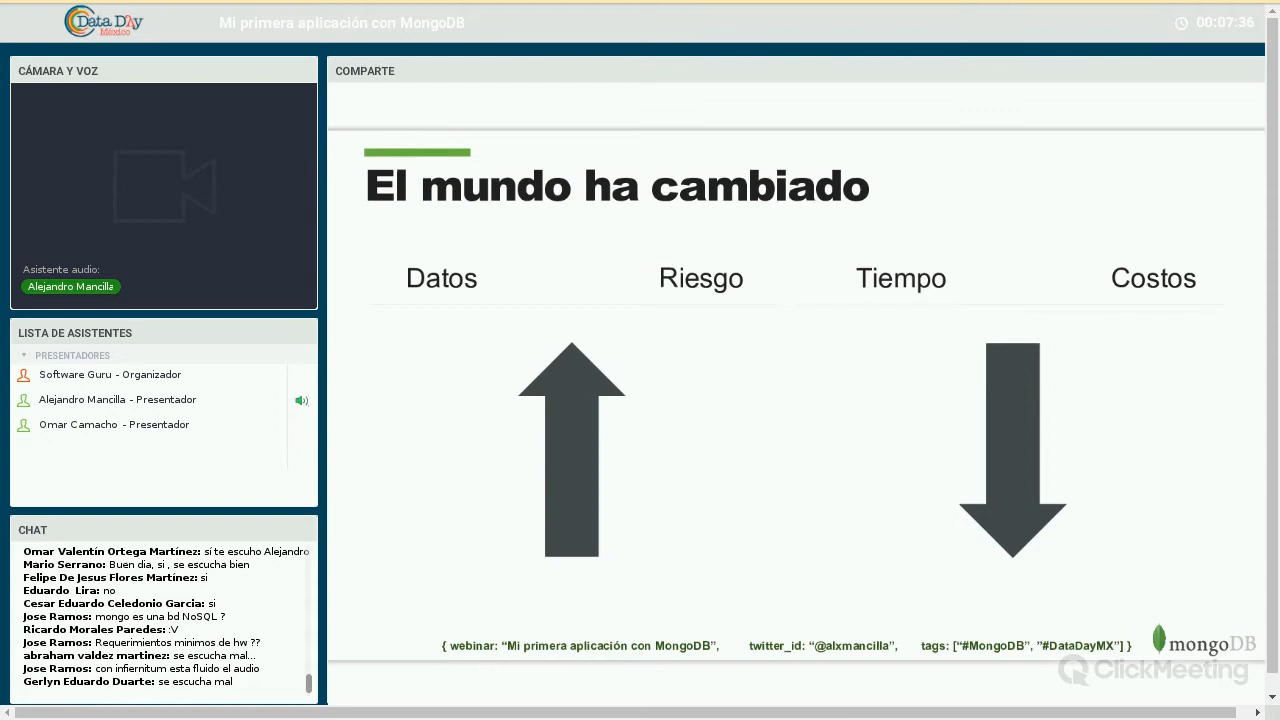 Data Day
México
Mi primera aplicación con MongoDB
00:07:36
CÁMARA Y VOZ
Asistente audio:
Alejandro Mancilla
LISTA DE ASISTENTES
PRESENTADORES
Software Guru - Organizador
Alejandro Mancilla - Presentador
Omar Camacho - Presentador
CHAT
Omar Valentín Ortega Martínez: sí te escuho Alejandro
Mario Serrano: Buen dia, si , se escucha bien
Felipe De Jesus Flores Martínez: si
Eduardo Lira: no
Cesar Eduardo Celedonio Garcia: si
Jose Ramos: mongo es una bd NoSQL ?
Ricardo Morales Paredes: :V
Jose Ramos: Requerimientos minimos de hw ??
abraham valdez martinez: se escucha mal...
Jose Ramos: con infiernitum esta fluido el audio
Gerlyn Eduardo Duarte: se escucha mal
COMPARTE
El mundo ha cambiado
Datos Riesgo Tiempo Costos
{ webinar: “Mi primera aplicación con MongoDB”, twitter_id: “@alxmancilla”, tags: [“#MongoDB”, ”#DataDayMX”] }
mongoDB
ClickMeeting